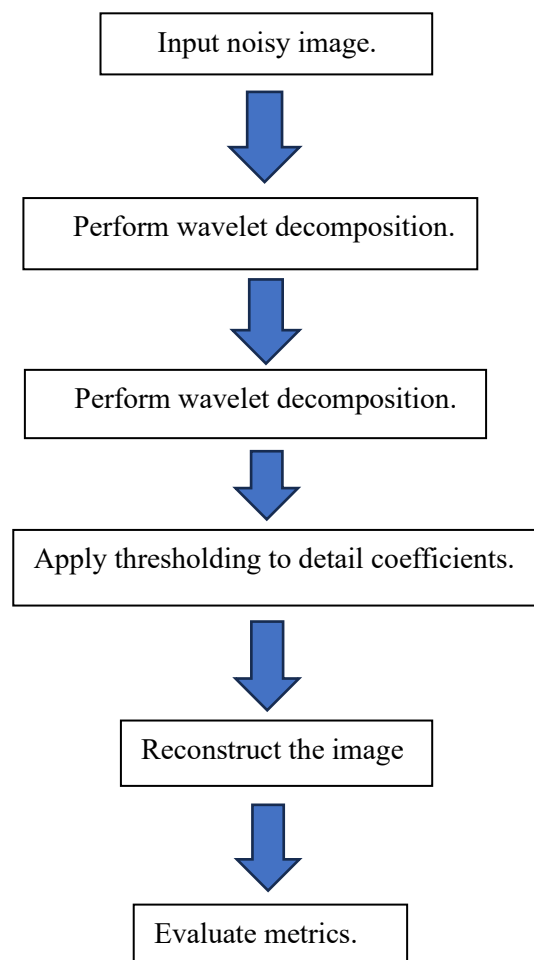 Input noisy image.
Perform wavelet decomposition.
Perform wavelet decomposition.
Apply thresholding to detail coefficients.
Reconstruct the image
Evaluate metrics.